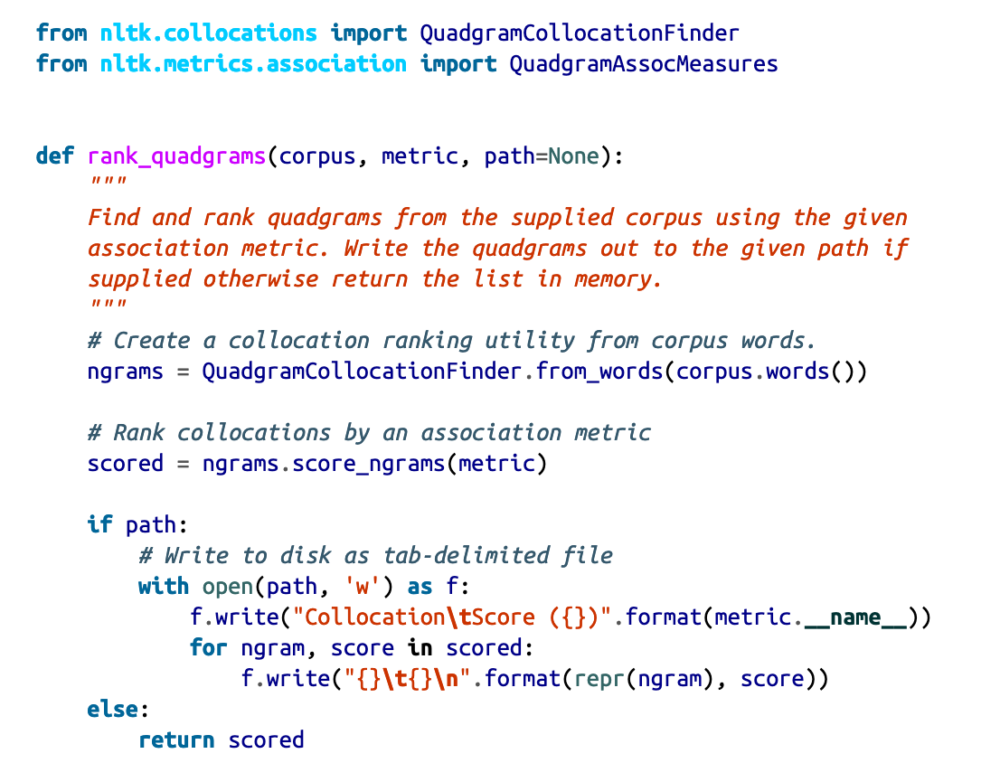 from nltk.collocations import QuadgramCollocationFinder
from nltk.metrics.association import QuadgramAssocMeasures


def rank_quadgrams(corpus, metric, path=None):
    """
    Find and rank quadgrams from the supplied corpus using the given
    association metric. Write the quadgrams out to the given path if
    supplied otherwise return the list in memory.
    """
    # Create a collocation ranking utility from corpus words.
    ngrams = QuadgramCollocationFinder.from_words(corpus.words())

    # Rank collocations by an association metric
    scored = ngrams.score_ngrams(metric)

    if path:
        # Write to disk as tab-delimited file
        with open(path, 'w') as f:
            f.write("Collocation\tScore ({})".format(metric.__name__))
            for ngram, score in scored:
                f.write("{}\t{}\n".format(repr(ngram), score))
    else:
        return scored